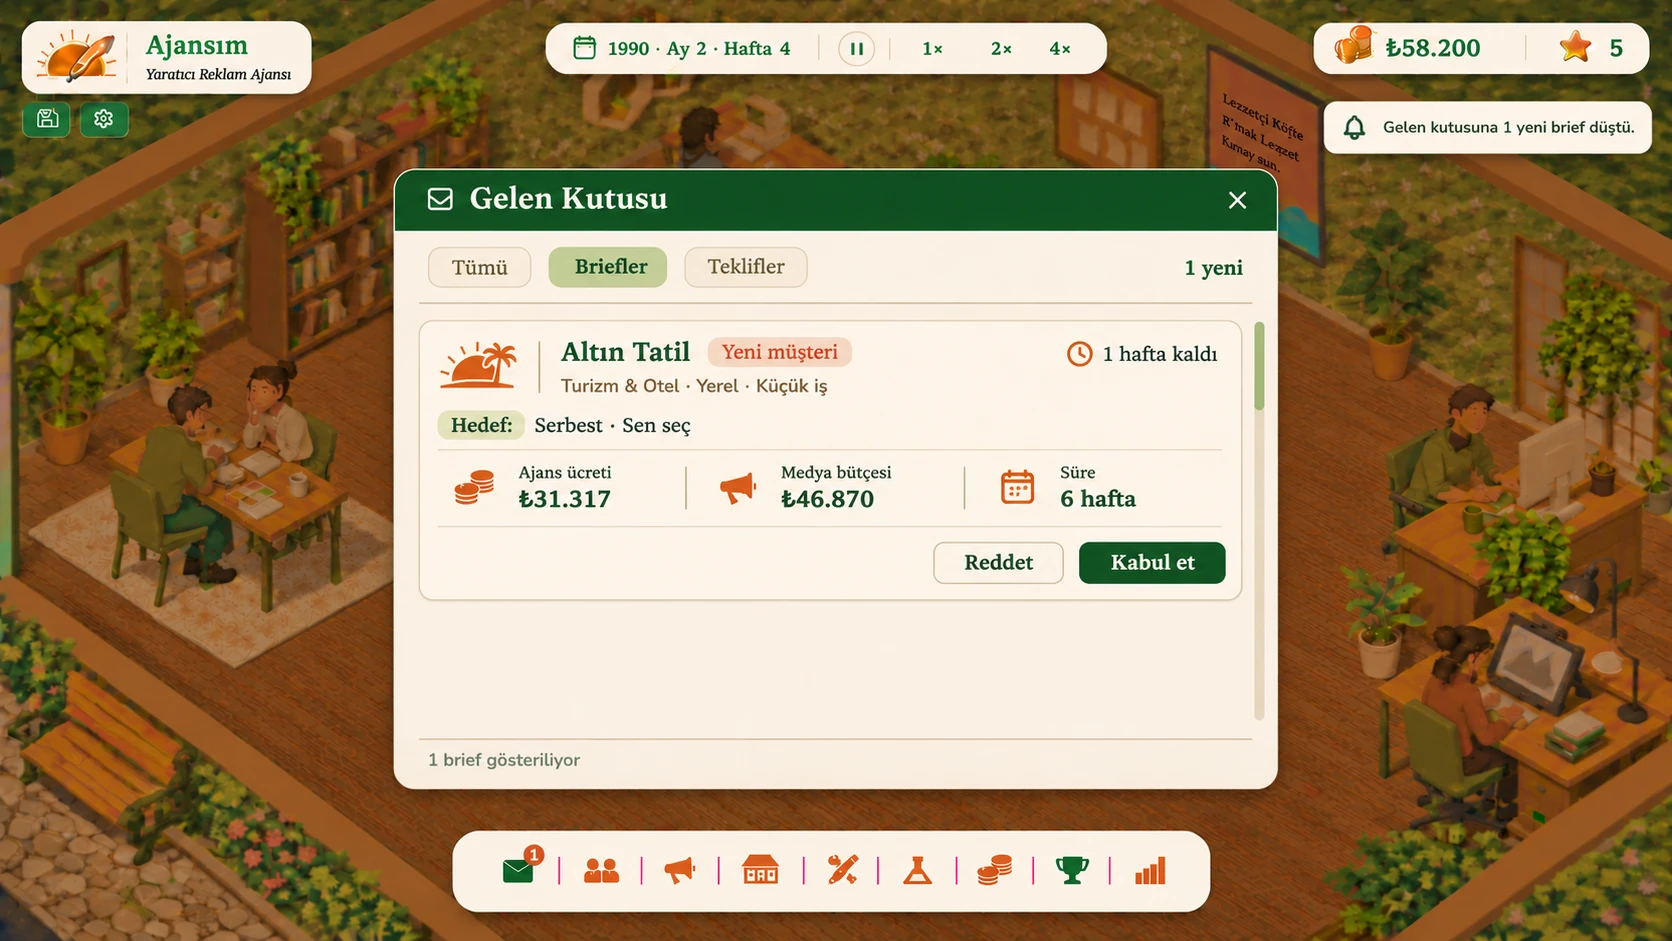 Ajansım
Yaratıcı Reklam Ajansı
1990 · Ay 2 · Hafta 4
1×
2×
4×
₺58.200
5
Gelen kutusuna 1 yeni brief düştü.
Lezzetçi Köfte
Lezzet
sun.
Gelen Kutusu
Tümü
Briefler
Teklifler
1 yeni
Altın Tatil
Yeni müşteri
1 hafta kaldı
Turizm & Otel · Yerel · Küçük iş
Hedef:
Serbest · Sen seç
Ajans ücreti
₺31.317
Medya bütçesi
₺46.870
Süre
6 hafta
Reddet
Kabul et
1 brief gösteriliyor
1